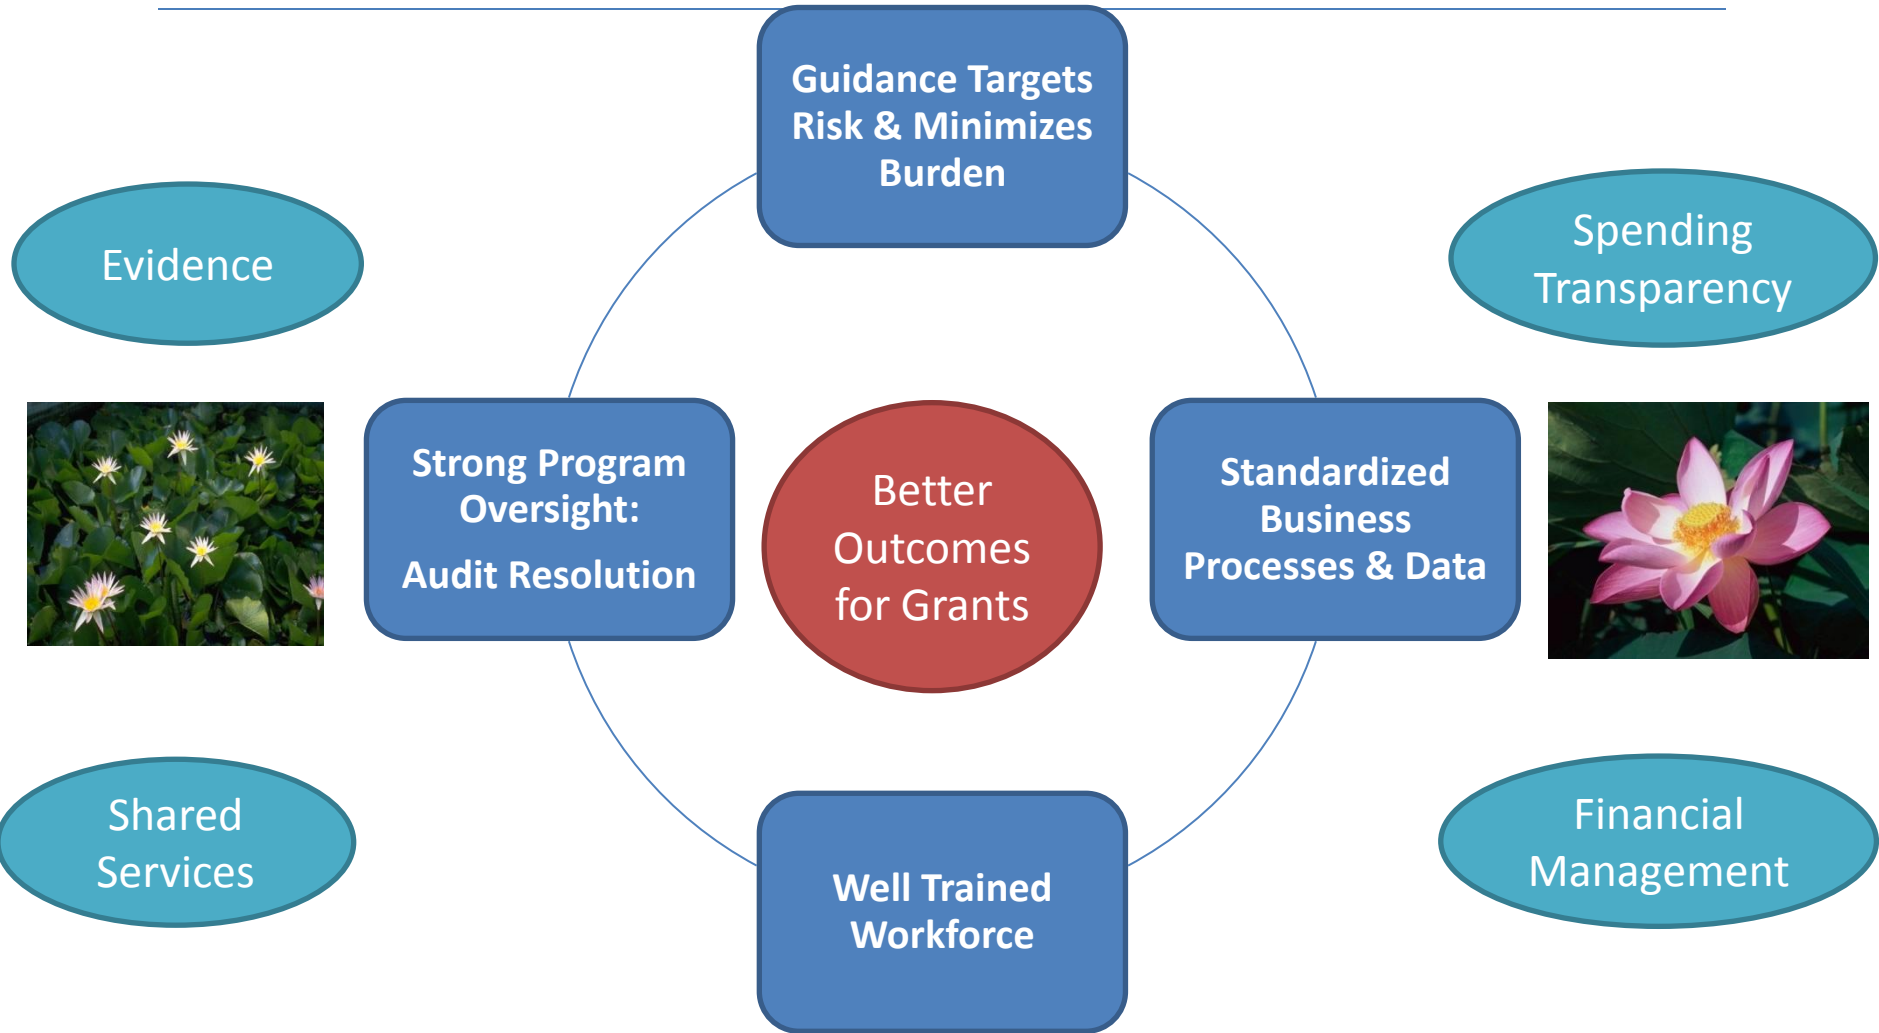 Guidance Targets
Risk & Minimizes
Burden
Evidence
Spending
Transparency
Strong Program
Oversight:
Audit Resolution
Better
Outcomes
for Grants
Standardized
Business
Processes & Data
Shared
Services
Well Trained
Workforce
Financial
Management